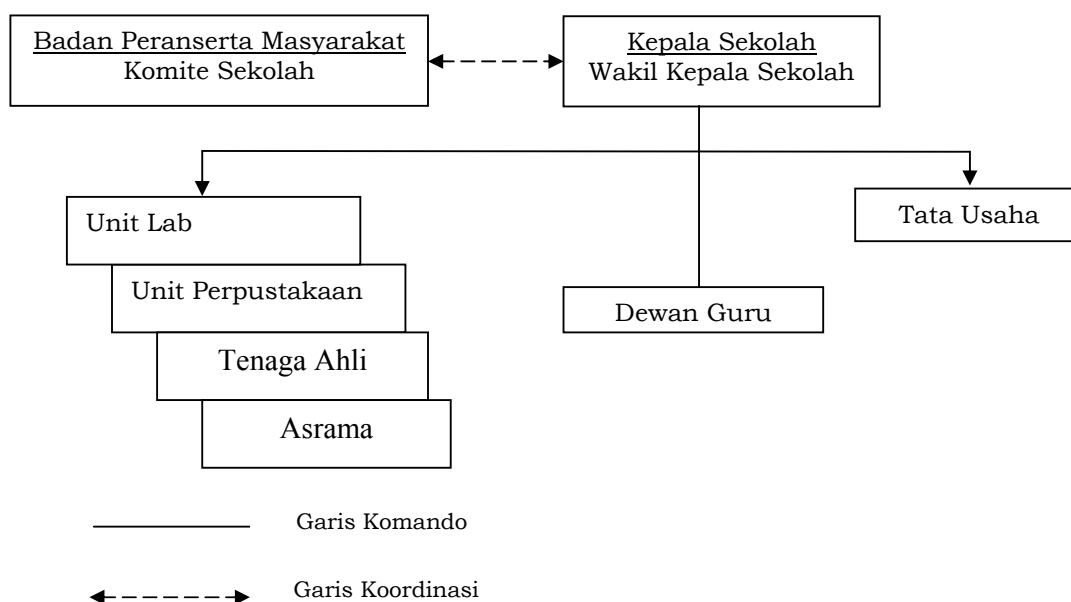 Badan Peranserta Masyarakat
Komite Sekolah
Kepala Sekolah
Wakil Kepala Sekolah
Unit Lab
Tata Usaha
Unit Perpustakaan
Dewan Guru
Tenaga Ahli
Asrama
Garis Komando
Garis Koordinasi